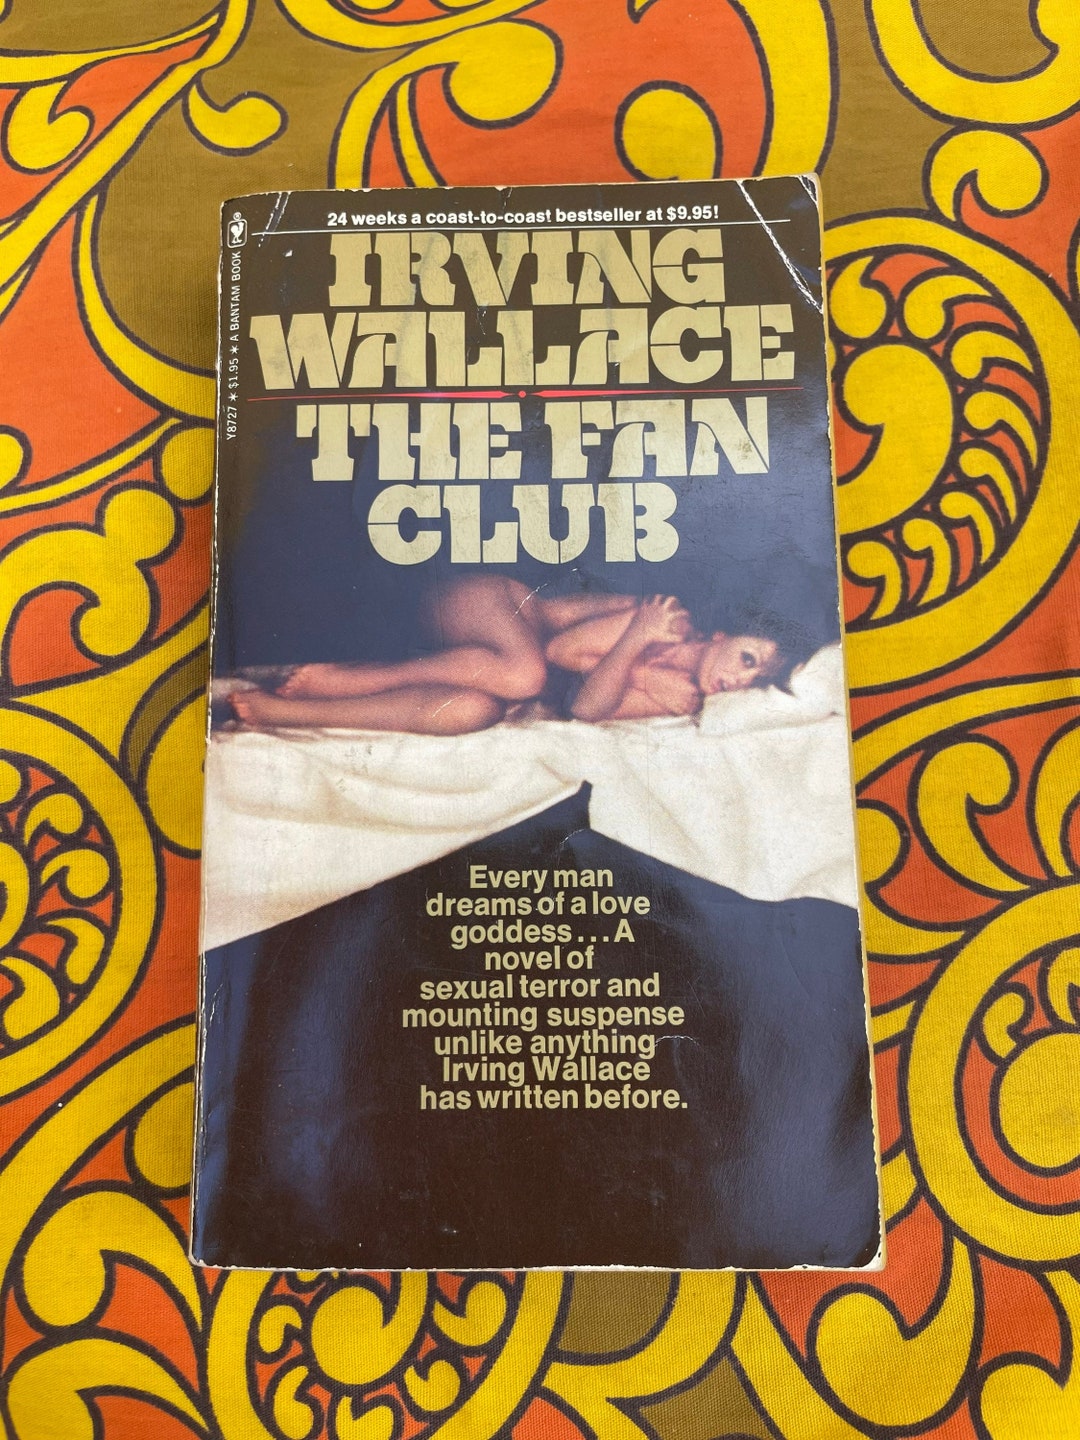 24 weeks a coast-to-coast bestseller at $9.95!
IRVING
WALLACE
THE FAN
CLUB
Every man
dreams of a love
goddess...A
novel of
sexual terror and
mounting suspense
unlike anything
Irving Wallace
has written before.
Y8727 ★ $1.95 ★ A BANTAM BOOK
®